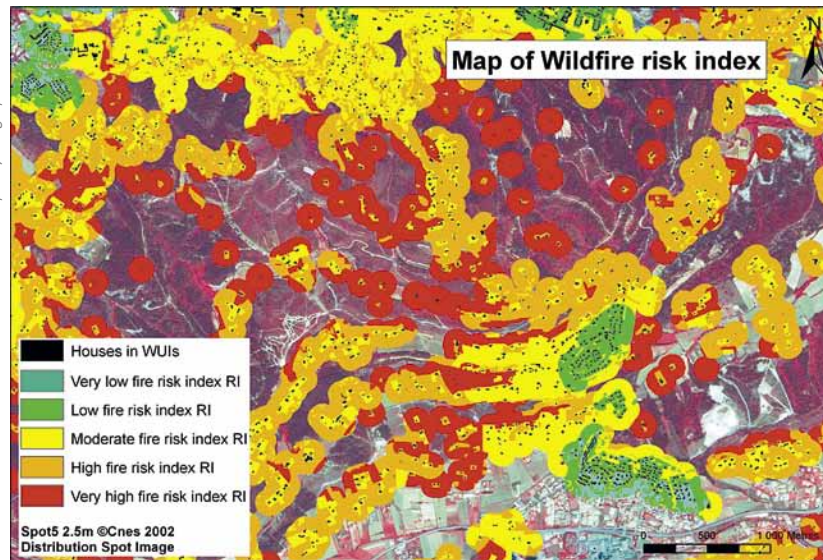 Map of Wildfire risk index
N
Houses in WUIs
Very low fire risk index RI
Low fire risk index RI
Moderate fire risk index RI
High fire risk index RI
Very high fire risk index RI
Spot5 2.5m ©Cnes 2002
Distribution Spot Image
0 500 1 000 Metres